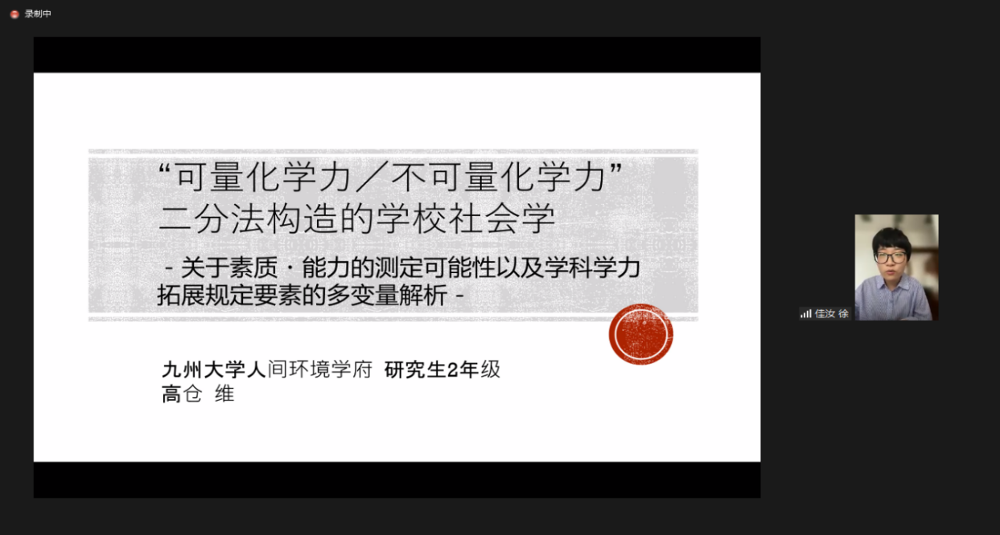 录制中
“可量化学力／不可量化学力”
二分法构造的学校社会学
- 关于素质・能力的测定可能性以及学科学力
拓展规定要素的多变量解析 -
九州大学人间环境学府 研究生2年级
高仓 维
佳汝 徐